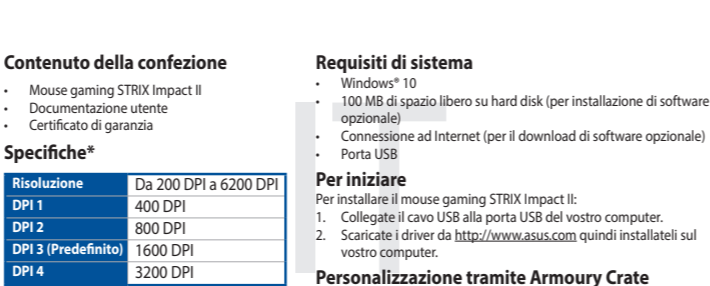 Contenuto della confezione
• Mouse gaming STRIX Impact II
• Documentazione utente
• Certificato di garanzia
Specifiche*
Risoluzione Da 200 DPI a 6200 DPI
DPI 1 400 DPI
DPI 2 800 DPI
DPI 3 (Predefinito) 1600 DPI
DPI 4 3200 DPI
Requisiti di sistema
• Windows® 10
• 100 MB di spazio libero su hard disk (per installazione di software
opzionale)
• Connessione ad Internet (per il download di software opzionale)
• Porta USB
Per iniziare
Per installare il mouse gaming STRIX Impact II:
1. Collegate il cavo USB alla porta USB del vostro computer.
2. Scaricate i driver da http://www.asus.com quindi installateli sul
vostro computer.
Personalizzazione tramite Armoury Crate
IT